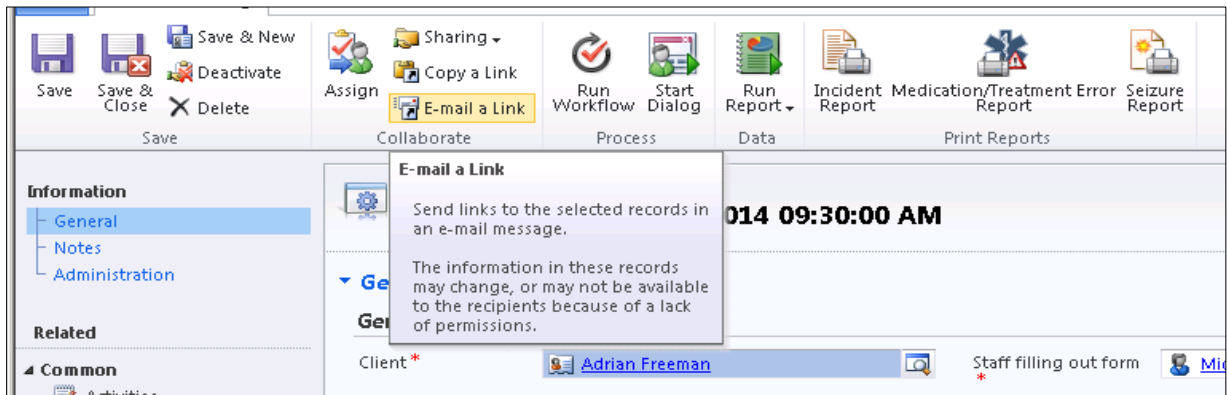 Save
Save &
Close
Save & New
Deactivate
Delete
Save
Assign
Sharing
Copy a Link
E-mail a Link
Collaborate
Run
Workflow
Start
Dialog
Process
Run
Report
Data
Incident
Report
Medication/Treatment Error
Report
Seizure
Report
Print Reports
Information
General
Notes
Administration
Related
Common
E-mail a Link
Send links to the selected records in
an e-mail message.
The information in these records
may change, or may not be available
to the recipients because of a lack
of permissions.
014 09:30:00 AM
Ge
Ger
Client *
Adrian Freeman
Staff filling out form
*